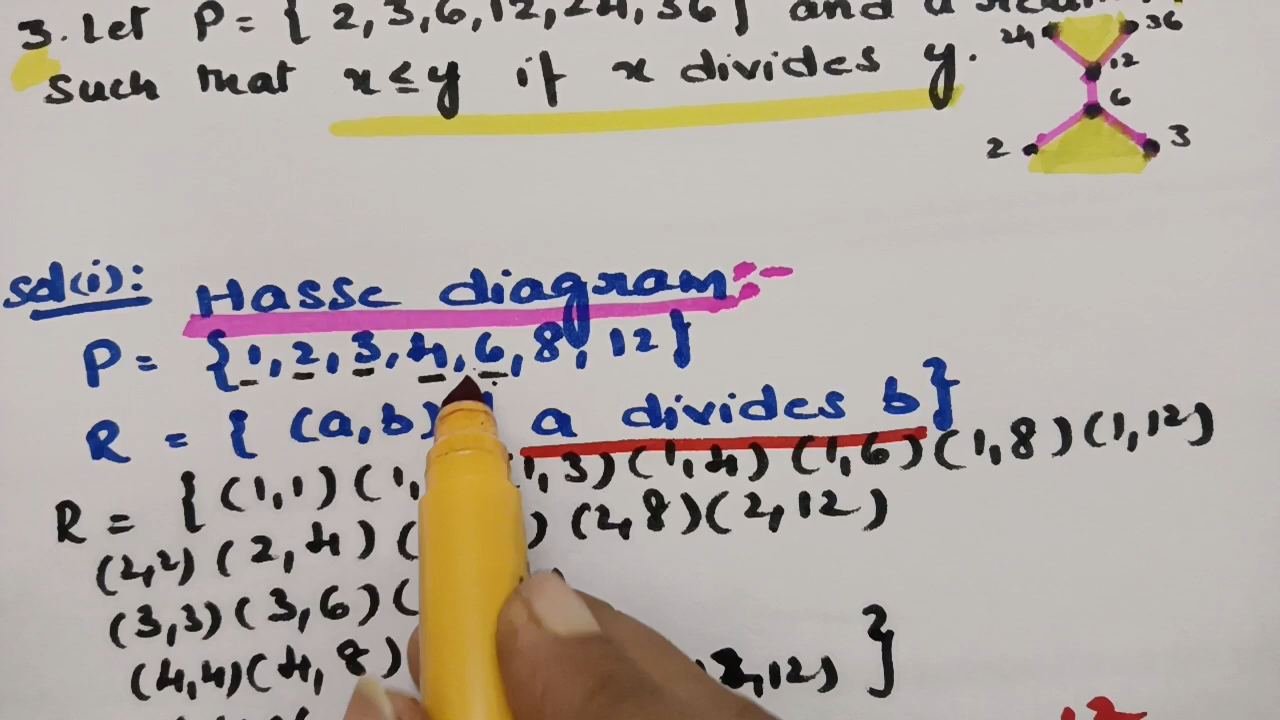 3. Let P = { 2, 3, 6, 12, 24, 36 } and a
such that x ≤ y if x divides y.
24 36
12
6
2 3
Sol(i): Hasse diagram:-
P = {1, 2, 3, 4, 6, 8, 12}
R = { (a,b) a divides b}
R = { (1,1) (1, 1,3) (1,4) (1,6) (1,8) (1,12)
(2,2) (2,4) ( ) (2,8) (2,12)
(3,3) (3,6) (
(4,4) (4,8) ,12) }